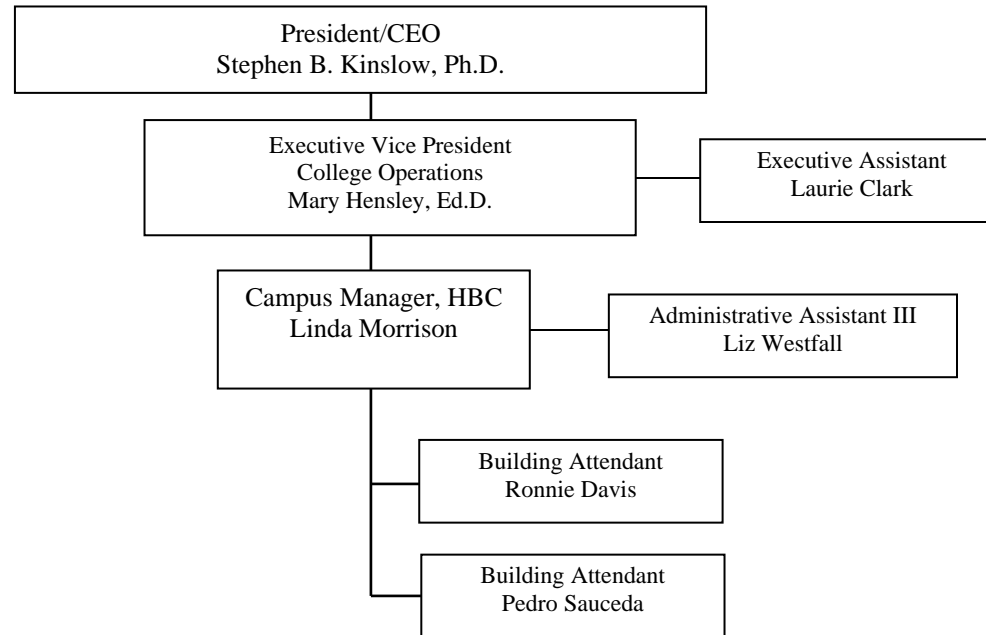 President/CEO
Stephen B. Kinslow, Ph.D.
Executive Vice President
College Operations
Mary Hensley, Ed.D.
Executive Assistant
Laurie Clark
Campus Manager, HBC
Linda Morrison
Administrative Assistant III
Liz Westfall
Building Attendant
Ronnie Davis
Building Attendant
Pedro Sauceda